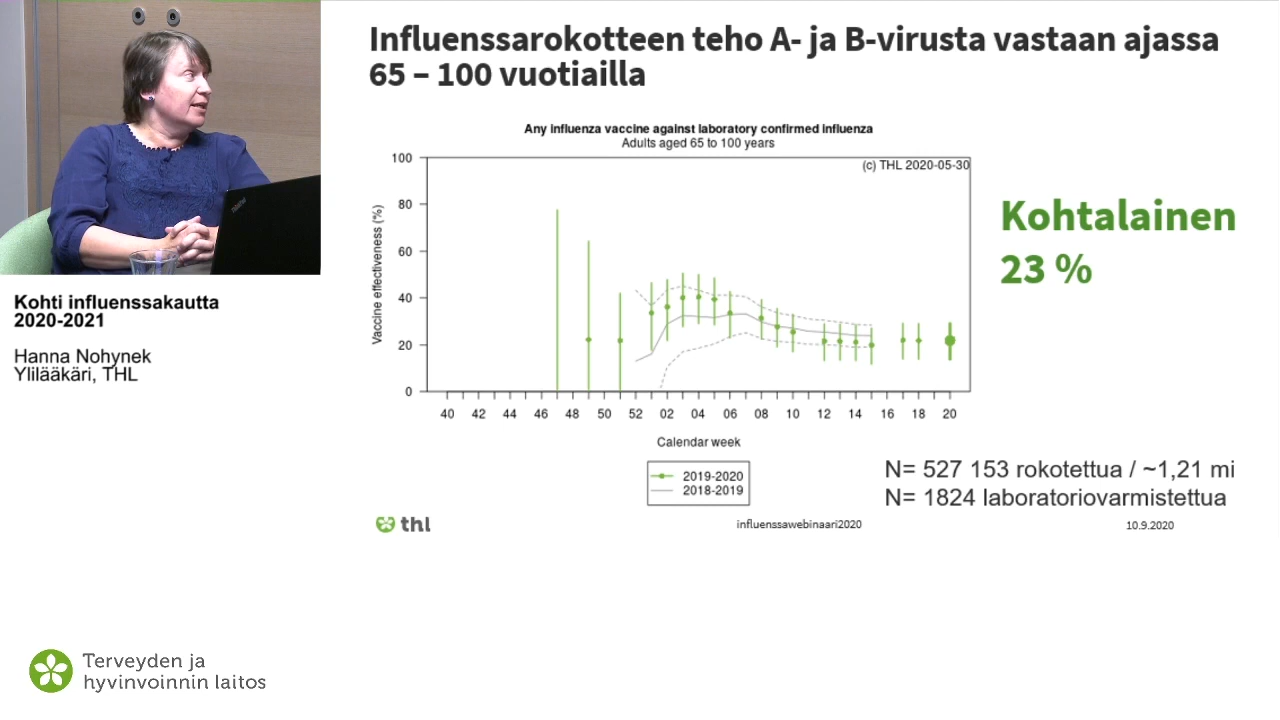 Influenssarokotteen teho A- ja B-virusta vastaan ajassa
65 – 100 vuotiailla
Any influenza vaccine against laboratory confirmed influenza
Adults aged 65 to 100 years
(c) THL 2020-05-30
Vaccine effectiveness (%)
100
80
60
40
20
0
40 42 44 46 48 50 52 02 04 06 08 10 12 14 16 18 20
Calendar week
2019-2020
2018-2019
Kohtalainen
23 %
N= 527 153 rokotettua / ~1,21 mi
N= 1824 laboratoriovarmistettua
thl
influenssawebinaari2020
10.9.2020
Kohti influenssakautta
2020-2021
Hanna Nohynek
Ylilääkäri, THL
Terveyden ja
hyvinvoinnin laitos